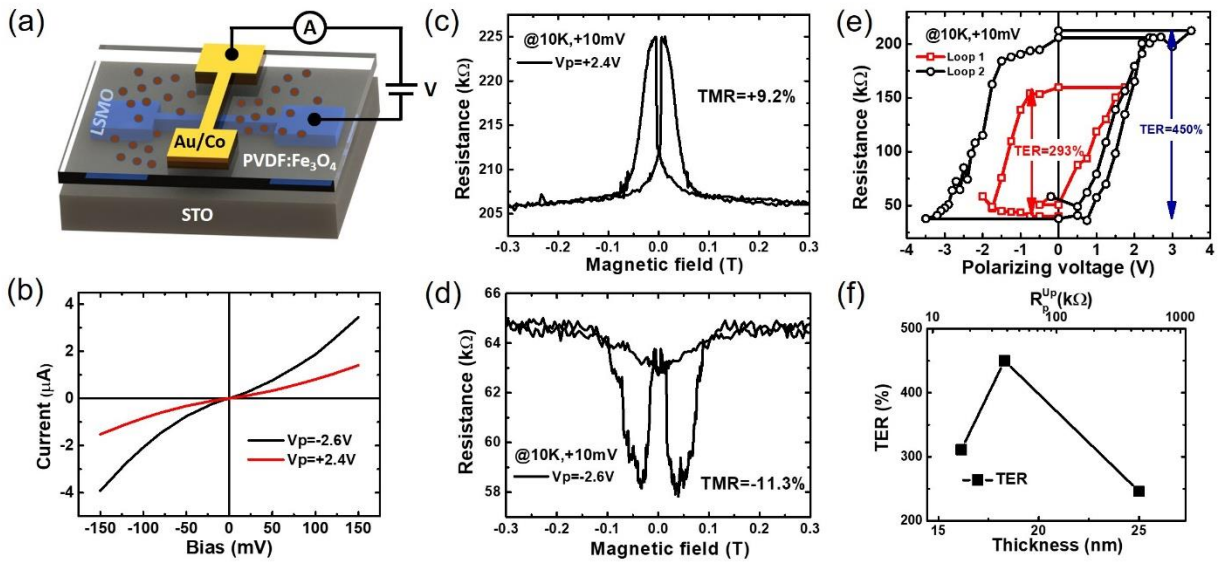 (a)
A
V
LSMO
Au/Co
PVDF:Fe₃O₄
STO
(b)
Current (μA)
4
2
0
-2
-4
Vp=-2.6V
Vp=+2.4V
-150 -100 -50 0 50 100 150
Bias (mV)
(c)
Resistance (kΩ)
225
220
215
210
205
@10K,+10mV
Vp=+2.4V
TMR=+9.2%
-0.3 -0.2 -0.1 0.0 0.1 0.2 0.3
Magnetic field (T)
(d)
Resistance (kΩ)
66
64
62
60
58
@10K,+10mV
Vp=-2.6V
TMR=-11.3%
-0.3 -0.2 -0.1 0.0 0.1 0.2 0.3
Magnetic field (T)
(e)
Resistance (kΩ)
200
150
100
50
@10K,+10mV
Loop 1
Loop 2
TER=293%
TER=450%
-4 -3 -2 -1 0 1 2 3 4
Polarizing voltage (V)
(f)
R_p^Up(kΩ)
10 100 1000
TER (%)
500
400
300
200
TER
15 20 25
Thickness (nm)